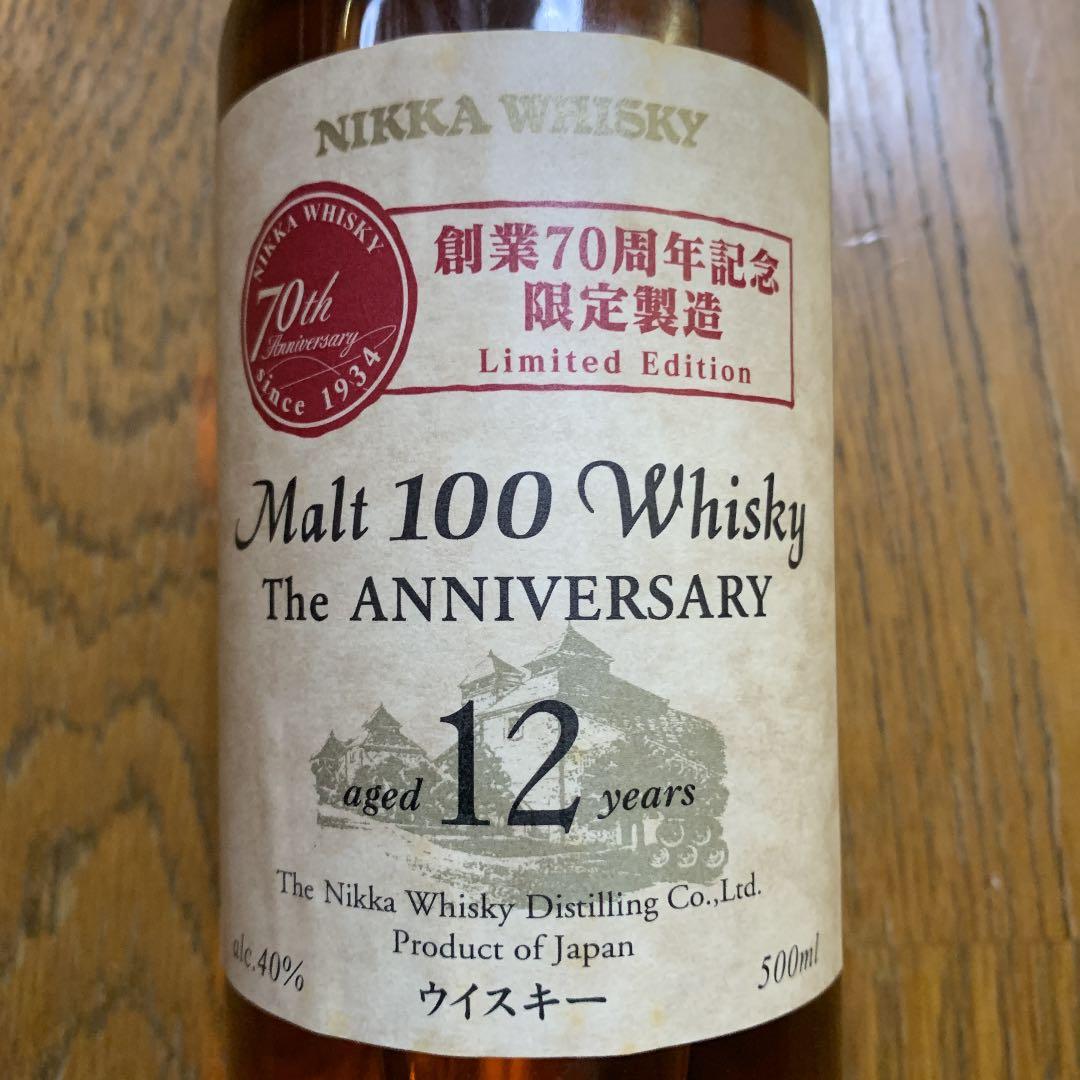 NIKKA WHISKY
NIKKA WHISKY
70th
Anniversary
since 1934
創業70周年記念
限定製造
Limited Edition
Malt 100 Whisky
The ANNIVERSARY
aged 12 years
The Nikka Whisky Distilling Co.,Ltd.
Product of Japan
alc.40%
500ml
ウイスキー